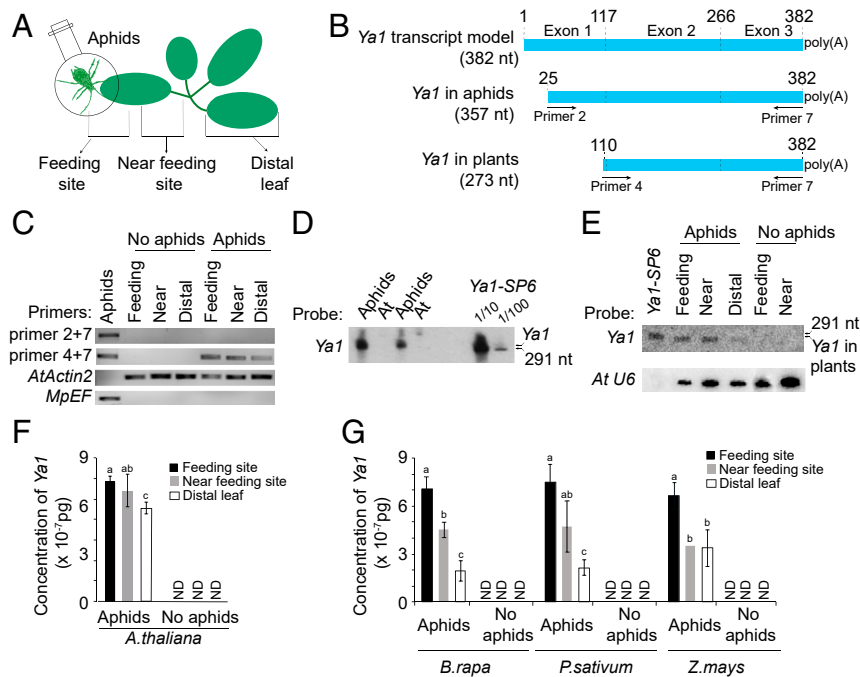 A
Aphids
Feeding
site
Near feeding
site
Distal
leaf
B
1 117 266 382
Exon 1 Exon 2 Exon 3
Ya1 transcript model
(382 nt)
poly(A)
25 382
Ya1 in aphids
(357 nt)
poly(A)
Primer 2 Primer 7
110 382
Ya1 in plants
(273 nt)
poly(A)
Primer 4 Primer 7
C
No aphids Aphids
Primers:
Aphids Feeding Near Distal Feeding Near Distal
primer 2+7
primer 4+7
AtActin2
MpEF
D
Probe:
Aphids At Aphids At
Ya1-SP6
1/10 1/100
Ya1
Ya1
291 nt
E
Aphids No aphids
Probe:
Ya1-SP6 Feeding Near Distal Feeding Near
Ya1
291 nt
Ya1 in
plants
At U6
F
Concentration of Ya1
(x 10-7pg)
9
6
3
0
a ab c
Feeding site
Near feeding site
Distal leaf
ND ND ND
Aphids No aphids
A.thaliana
G
Concentration of Ya1
(x 10-7pg)
9
6
3
0
a b c
ND ND ND
a ab c
ND ND ND
a b b
ND ND ND
Feeding site
Near feeding site
Distal leaf
Aphids No aphids Aphids No aphids Aphids No aphids
B.rapa P.sativum Z.mays